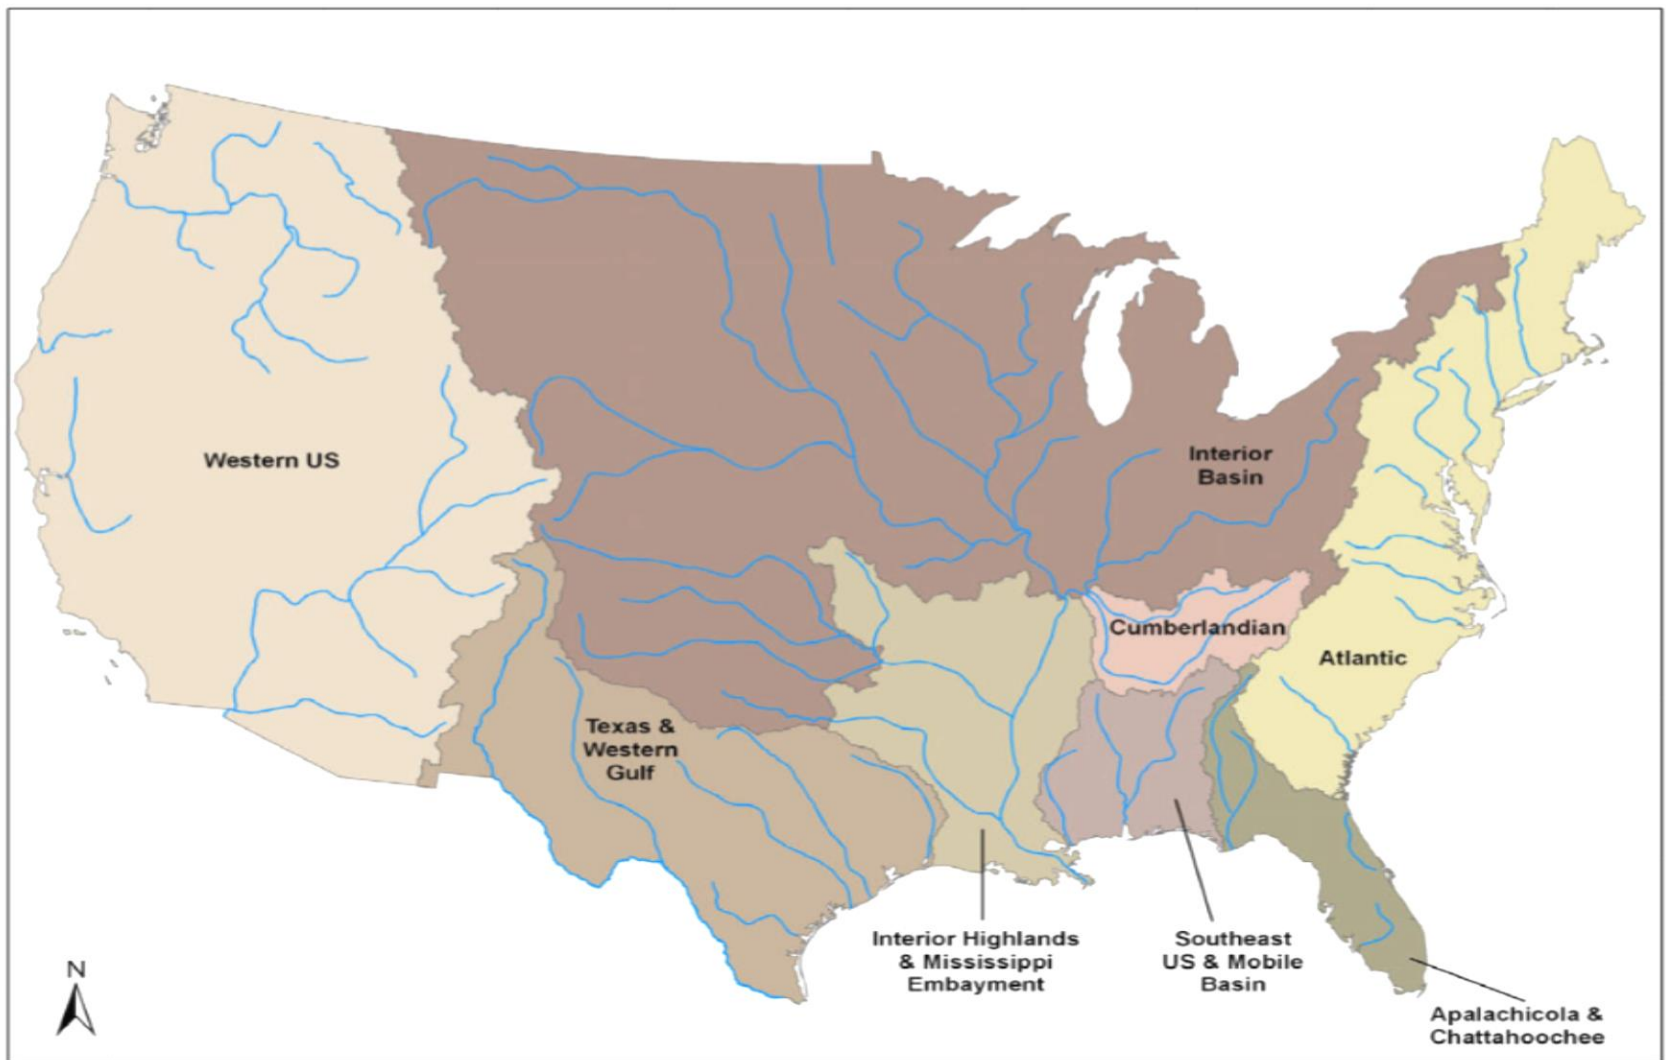 Western US
Interior
Basin
Cumberlandian
Atlantic
Texas &
Western
Gulf
Interior Highlands
& Mississippi
Embayment
Southeast
US & Mobile
Basin
N
Apalachicola &
Chattahoochee